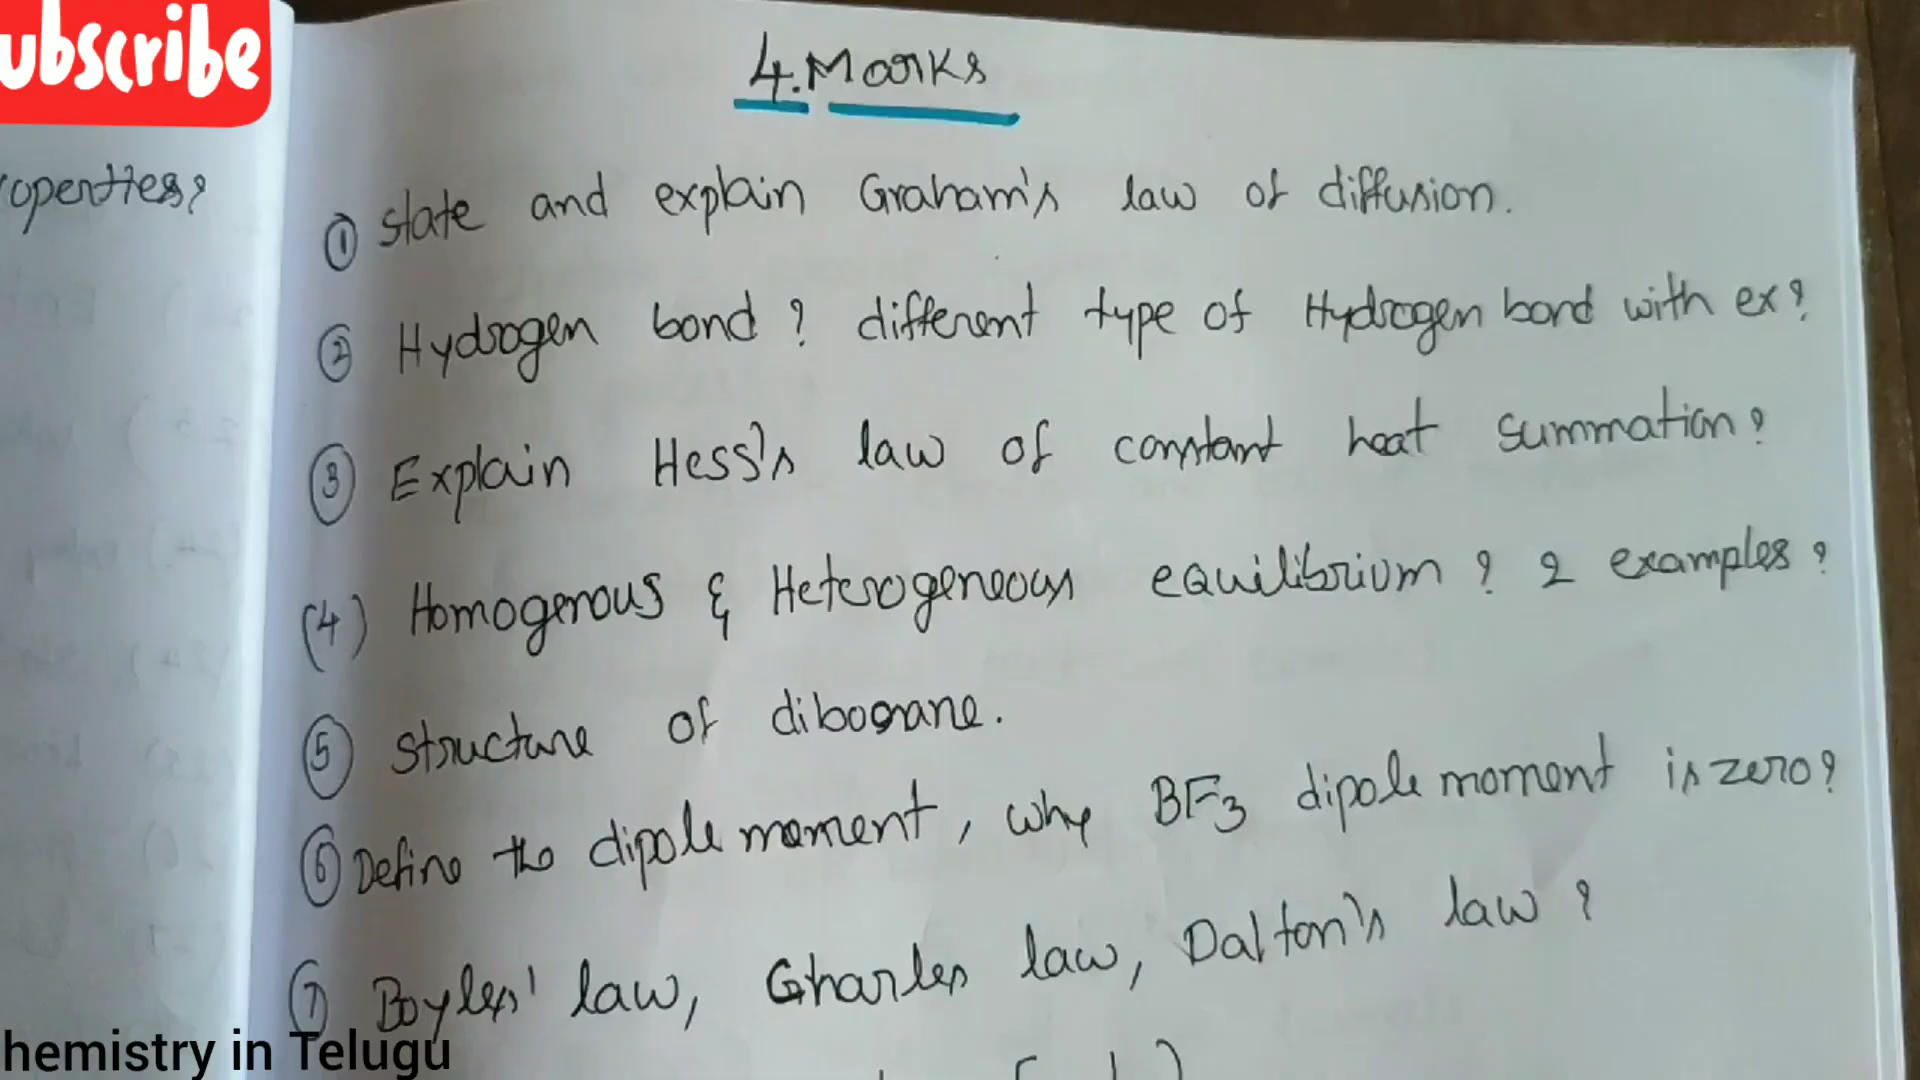 ubscribe
4.Marks
operties?
① state and explain Graham's law of diffusion.
② Hydrogen bond? different type of Hydrogen bond with ex?
③ Explain Hess's law of constant heat summation?
(4) Homogenous & Heterogeneous equilibrium? 2 examples?
⑤ structure of diborane.
⑥ Define the dipole moment, why BF3 dipole moment is zero?
⑦ Boyles' law, Charles law, Dalton's law?
hemistry in Telugu